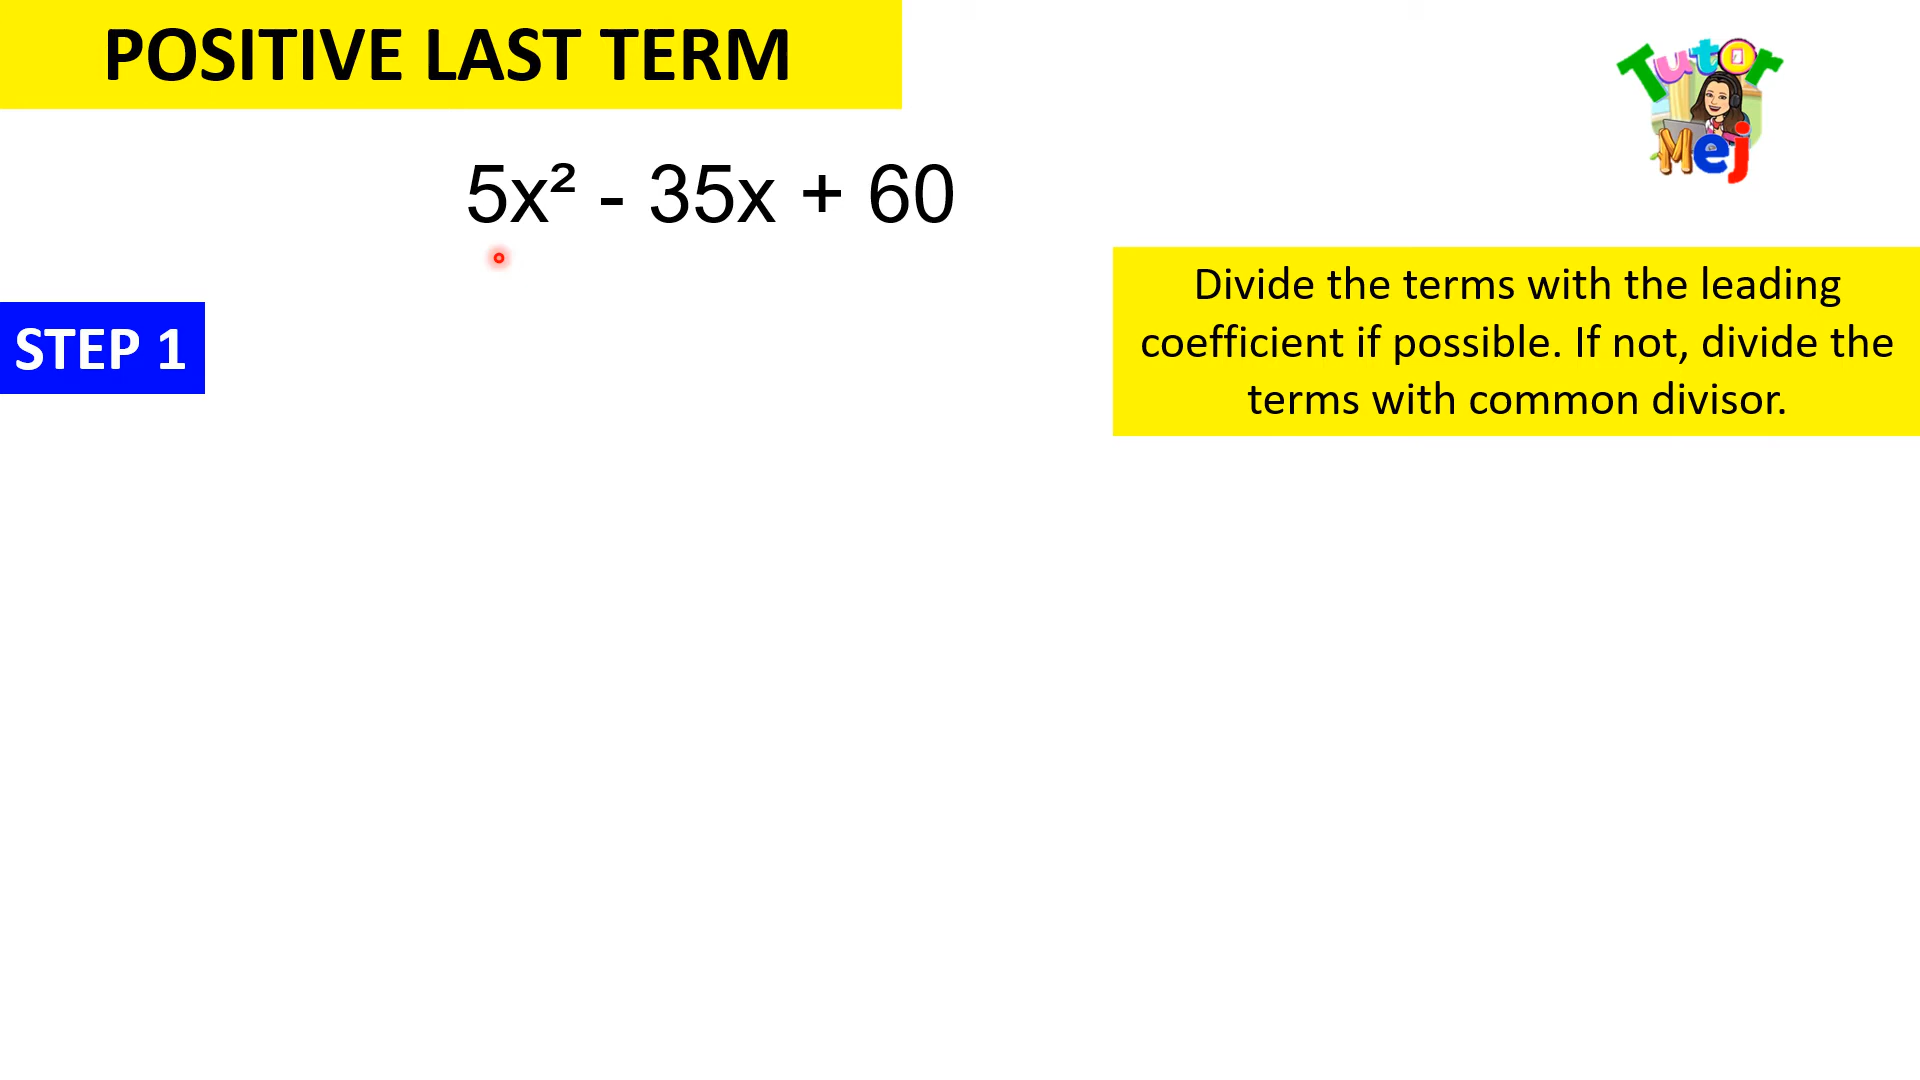 POSITIVE LAST TERM
Tutor
Mej
5x² - 35x + 60
Divide the terms with the leading
coefficient if possible. If not, divide the
terms with common divisor.
STEP 1